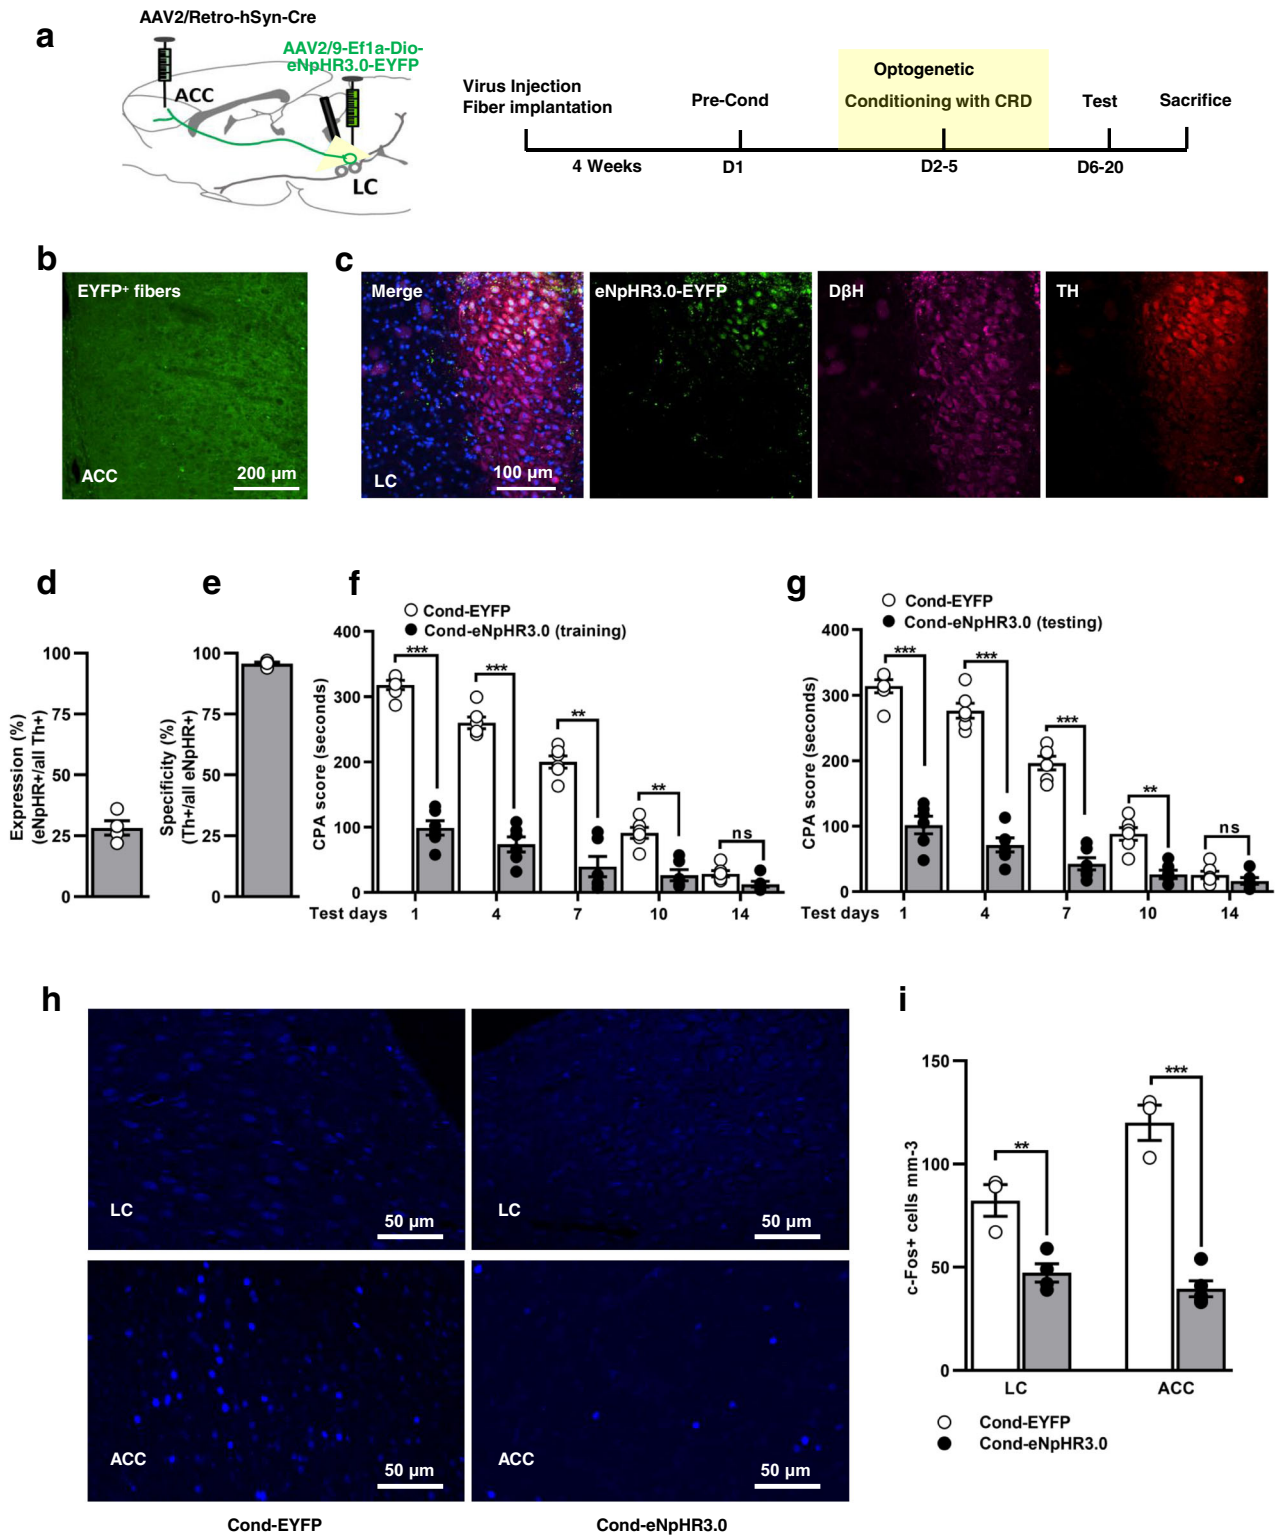 a
AAV2/Retro-hSyn-Cre
AAV2/9-Ef1a-Dio-
eNpHR3.0-EYFP
ACC
LC
Virus Injection
Fiber implantation
Pre-Cond
Optogenetic
Conditioning with CRD
Test
Sacrifice
4 Weeks
D1
D2-5
D6-20
b
EYFP+ fibers
ACC
200 µm
c
Merge
LC
100 µm
eNpHR3.0-EYFP
DβH
TH
d
Expression (%)
(eNpHR+/all Th+)
100
75
50
25
0
e
Specificity (%)
(Th+/all eNpHR+)
100
75
50
25
0
f
Cond-EYFP
Cond-eNpHR3.0 (training)
CPA score (seconds)
400
300
200
100
0
***
***
**
**
ns
Test days 1 4 7 10 14
g
Cond-EYFP
Cond-eNpHR3.0 (testing)
CPA score (seconds)
400
300
200
100
0
***
***
***
**
ns
Test days 1 4 7 10 14
h
LC
50 µm
LC
50 µm
ACC
50 µm
ACC
50 µm
Cond-EYFP
Cond-eNpHR3.0
i
c-Fos+ cells mm-3
150
100
50
0
**
***
LC
ACC
Cond-EYFP
Cond-eNpHR3.0